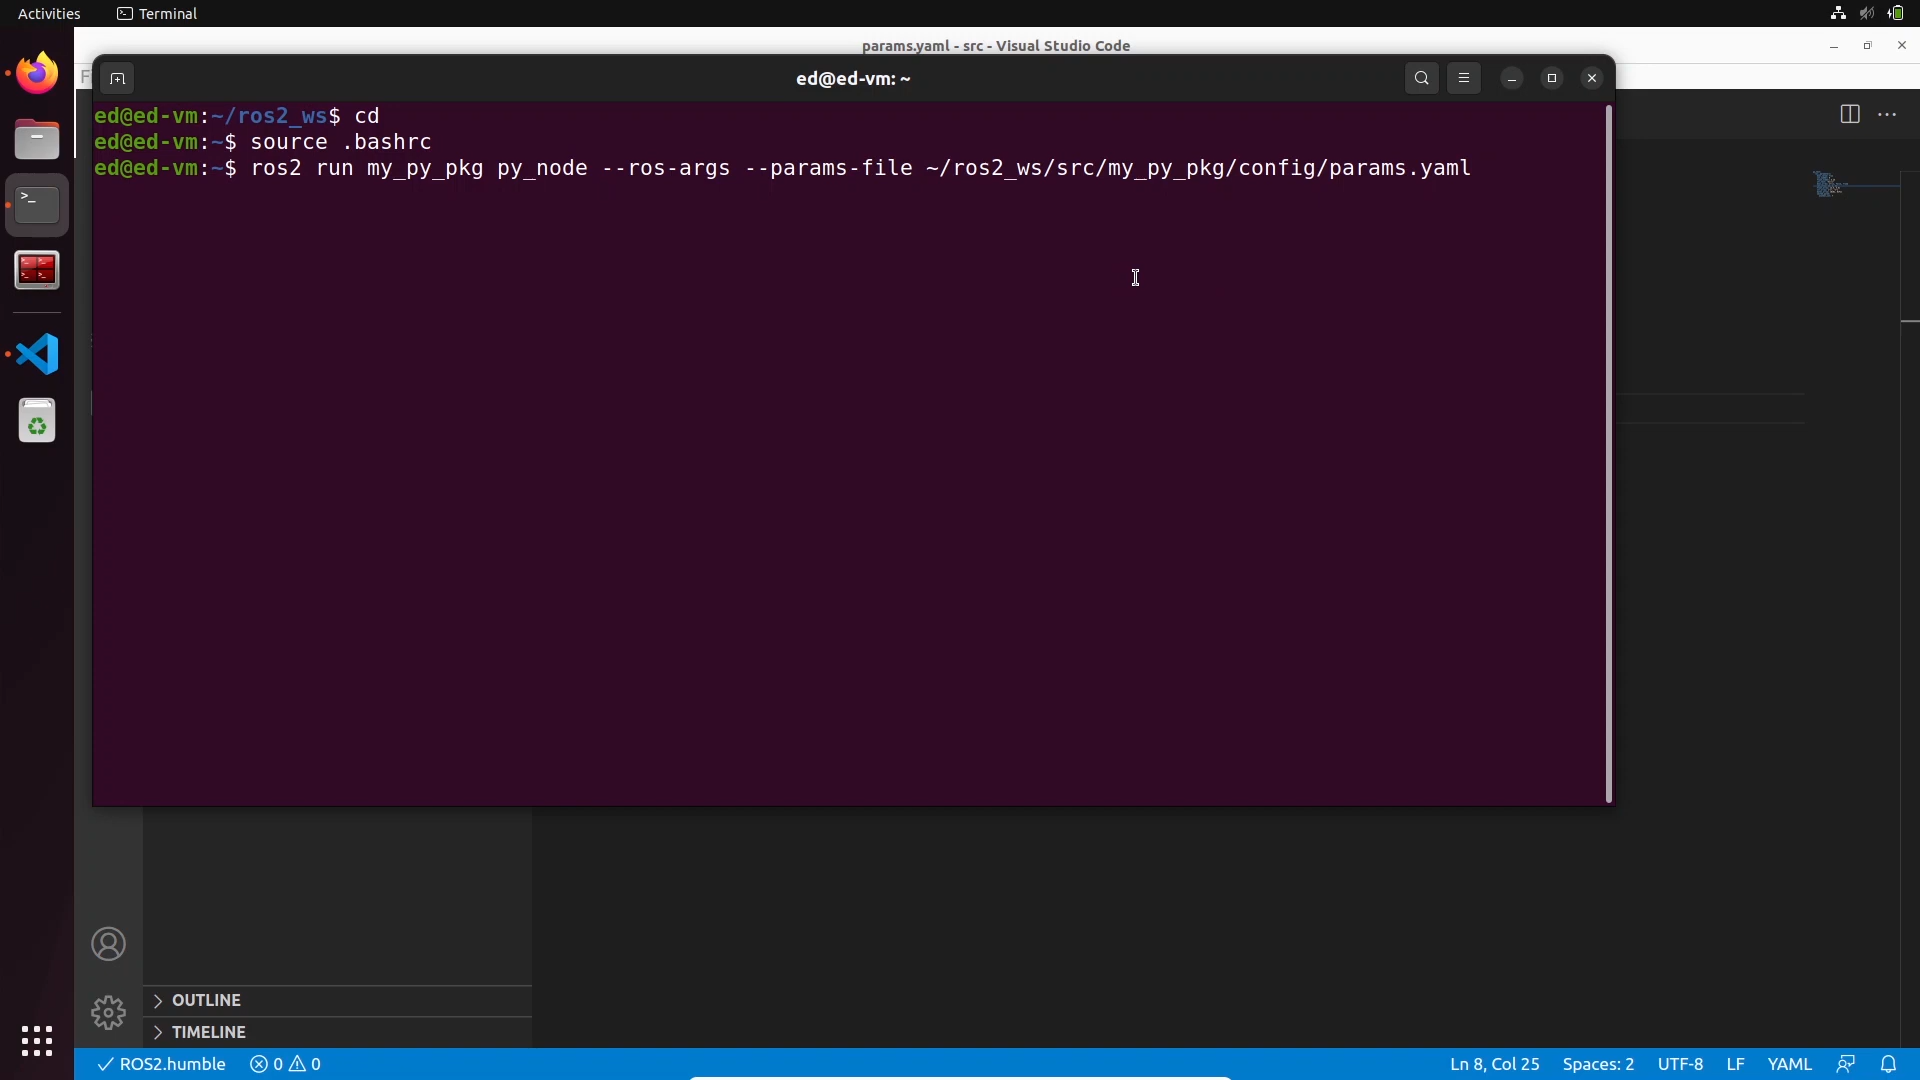 Activities
Terminal
params.yaml - src - Visual Studio Code
ed@ed-vm: ~
ed@ed-vm:~/ros2_ws$ cd
ed@ed-vm:~$ source .bashrc
ed@ed-vm:~$ ros2 run my_py_pkg py_node --ros-args --params-file ~/ros2_ws/src/my_py_pkg/config/params.yaml
OUTLINE
TIMELINE
ROS2.humble 0 0 Ln 8, Col 25 Spaces: 2 UTF-8 LF YAML